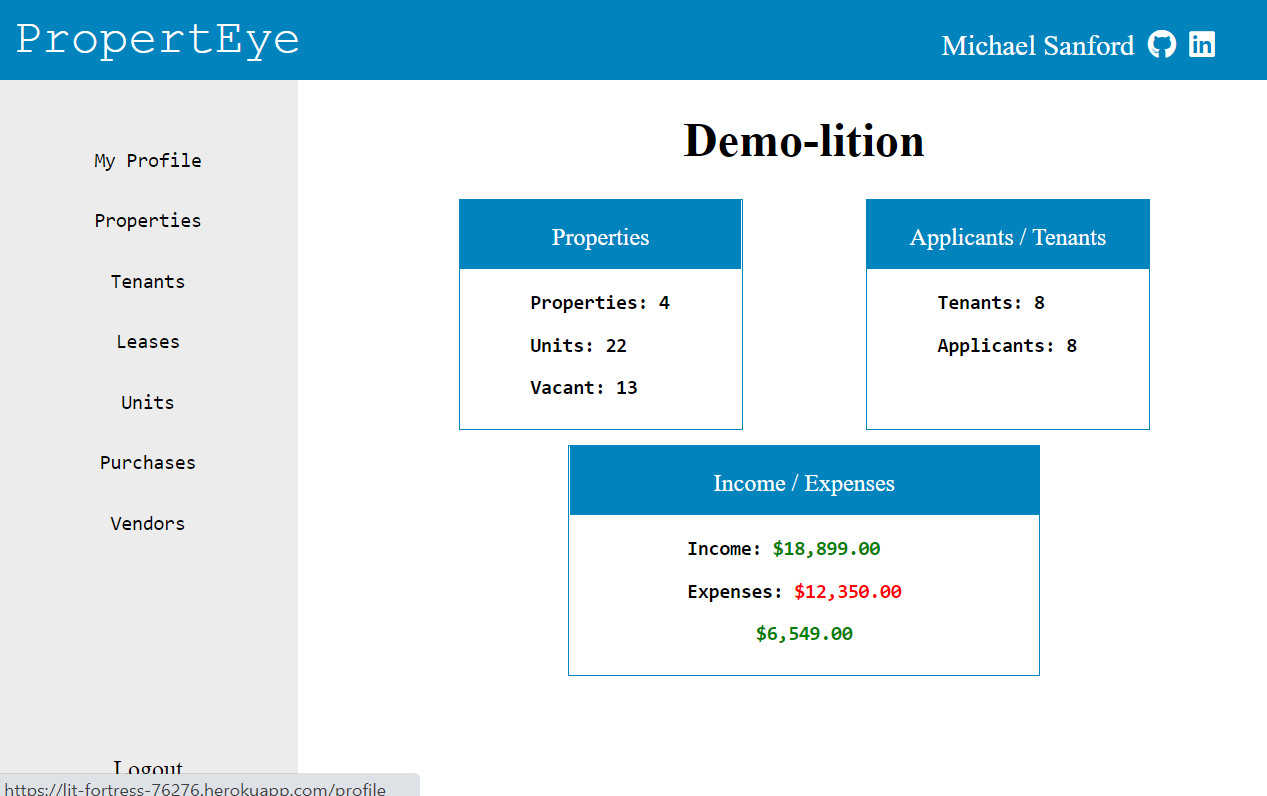 PropertEye
Michael Sanford
My Profile
Properties
Tenants
Leases
Units
Purchases
Vendors
Logout
Demo-lition
Properties
Properties: 4
Units: 22
Vacant: 13
Applicants / Tenants
Tenants: 8
Applicants: 8
Income / Expenses
Income: $18,899.00
Expenses: $12,350.00
$6,549.00
https://lit-fortress-76276.herokuapp.com/profile